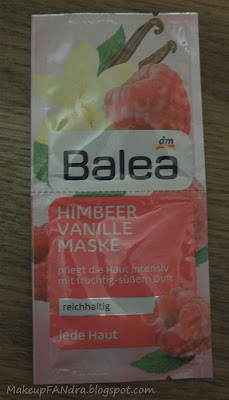 dm
Balea
HIMBEER
VANILLE
MASKE
pflegt die Haut intensiv
mit fruchtig-süßem Duft
reichhaltig
jede Haut
MakeupFANdra.blogspot.com